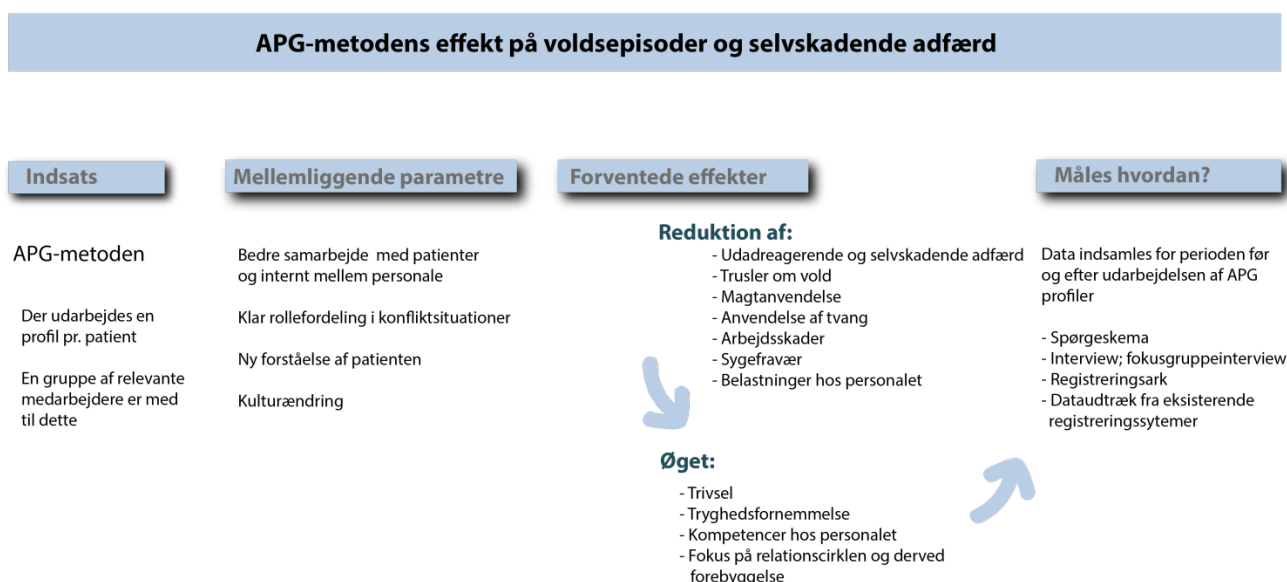 APG-metodens effekt på voldsepisoder og selvskadende adfærd
Indsats
APG-metoden
Der udarbejdes en
profil pr. patient
En gruppe af relevante
medarbejdere er med
til dette
Mellemliggende parametre
Bedre samarbejde med patienter
og internt mellem personale
Klar rollefordeling i konfliktsituationer
Ny forståelse af patienten
Kulturændring
Forventede effekter
Reduktion af:
- Udadreagerende og selvskadende adfærd
- Trusler om vold
- Magtanvendelse
- Anvendelse af tvang
- Arbejdsskader
- Sygefravær
- Belastninger hos personalet
Øget:
- Trivsel
- Tryghedsfornemmelse
- Kompetencer hos personalet
- Fokus på relationscirklen og derved
forebyggelse
Måles hvordan?
Data indsamles for perioden før
og efter udarbejdelsen af APG
profiler
- Spørgeskema
- Interview; fokusgruppeinterview
- Registreringsark
- Dataudtræk fra eksisterende
registreringssytemer